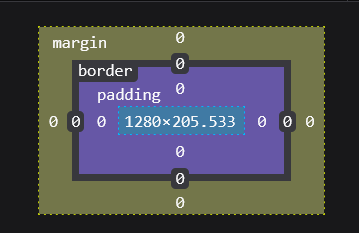 margin 0
border 0
padding 0
0 0 0 1280×205.533 0 0 0
0
0
0